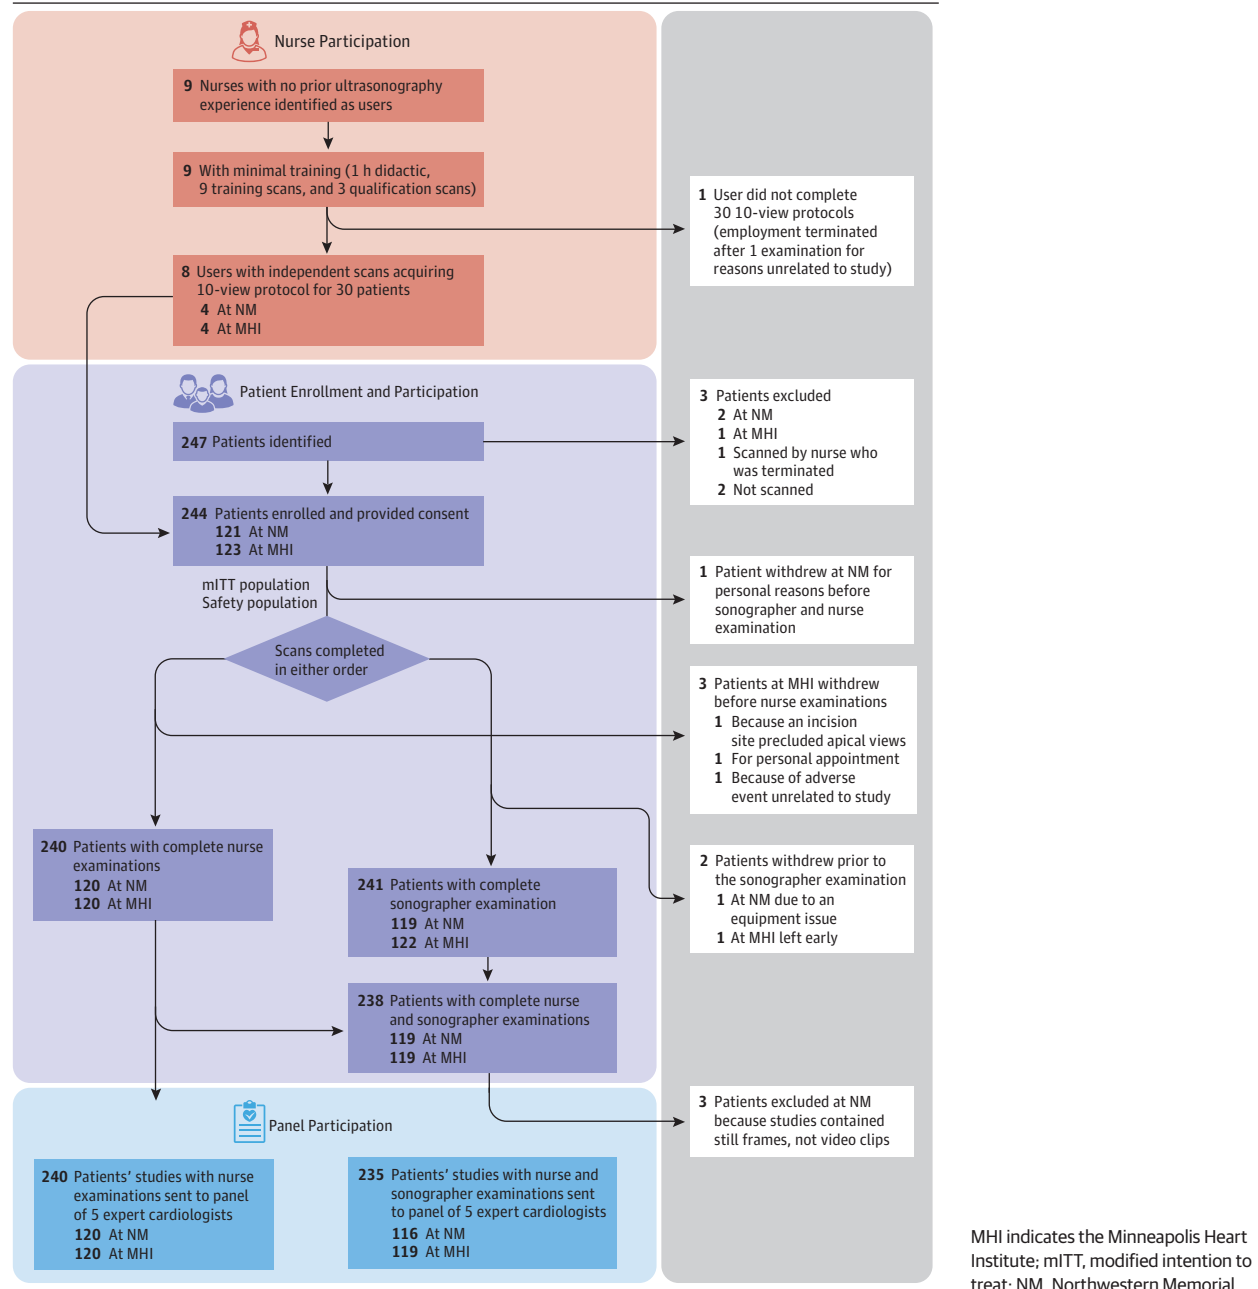 Nurse Participation
9 Nurses with no prior ultrasonography
experience identified as users
9 With minimal training (1 h didactic,
9 training scans, and 3 qualification scans)
1 User did not complete
30 10-view protocols
(employment terminated
after 1 examination for
reasons unrelated to study)
8 Users with independent scans acquiring
10-view protocol for 30 patients
4 At NM
4 At MHI
Patient Enrollment and Participation
247 Patients identified
3 Patients excluded
2 At NM
1 At MHI
1 Scanned by nurse who
was terminated
2 Not scanned
244 Patients enrolled and provided consent
121 At NM
123 At MHI
mITT population
Safety population
1 Patient withdrew at NM for
personal reasons before
sonographer and nurse
examination
Scans completed
in either order
3 Patients at MHI withdrew
before nurse examinations
1 Because an incision
site precluded apical views
1 For personal appointment
1 Because of adverse
event unrelated to study
240 Patients with complete nurse
examinations
120 At NM
120 At MHI
2 Patients withdrew prior to
the sonographer examination
1 At NM due to an
equipment issue
1 At MHI left early
241 Patients with complete
sonographer examination
119 At NM
122 At MHI
238 Patients with complete nurse
and sonographer examinations
119 At NM
119 At MHI
3 Patients excluded at NM
because studies contained
still frames, not video clips
Panel Participation
240 Patients' studies with nurse
examinations sent to panel
of 5 expert cardiologists
120 At NM
120 At MHI
235 Patients' studies with nurse and
sonographer examinations sent
to panel of 5 expert cardiologists
116 At NM
119 At MHI
MHI indicates the Minneapolis Heart
Institute; mITT, modified intention to
treat; NM, Northwestern Memorial